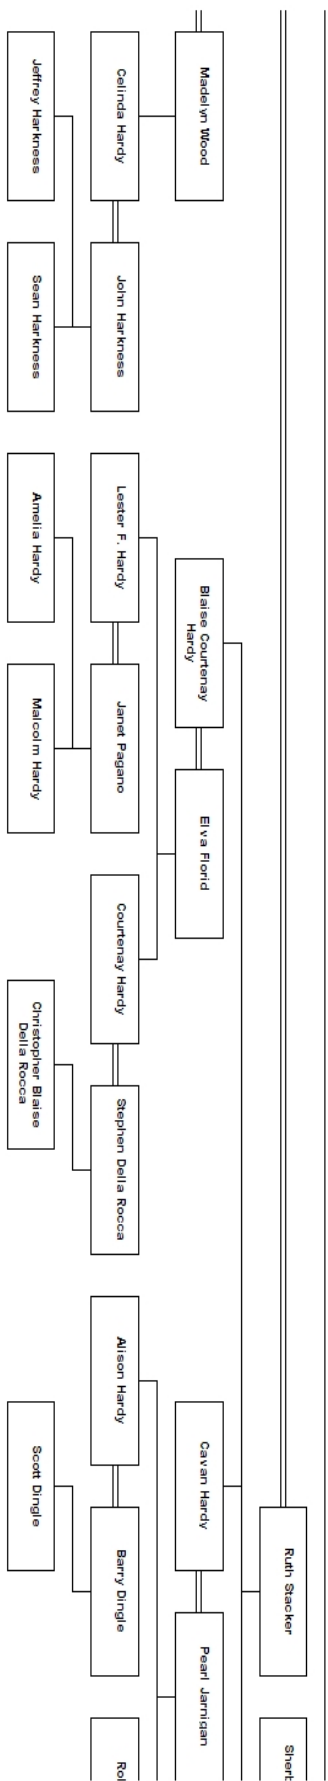 Ruth Stacker
Sherb
Madelyn Wood
Blaise Courtenay
Hardy
Elva Florid
Cavan Hardy
Pearl Jarnigan
Celinda Hardy
John Harkness
Lester F. Hardy
Janet Pagano
Courtenay Hardy
Stephen Della Rocca
Alison Hardy
Barry Dingle
Rol
Jeffrey Harkness
Sean Harkness
Amelia Hardy
Malcolm Hardy
Christopher Blaise
Della Rocca
Scott Dingle